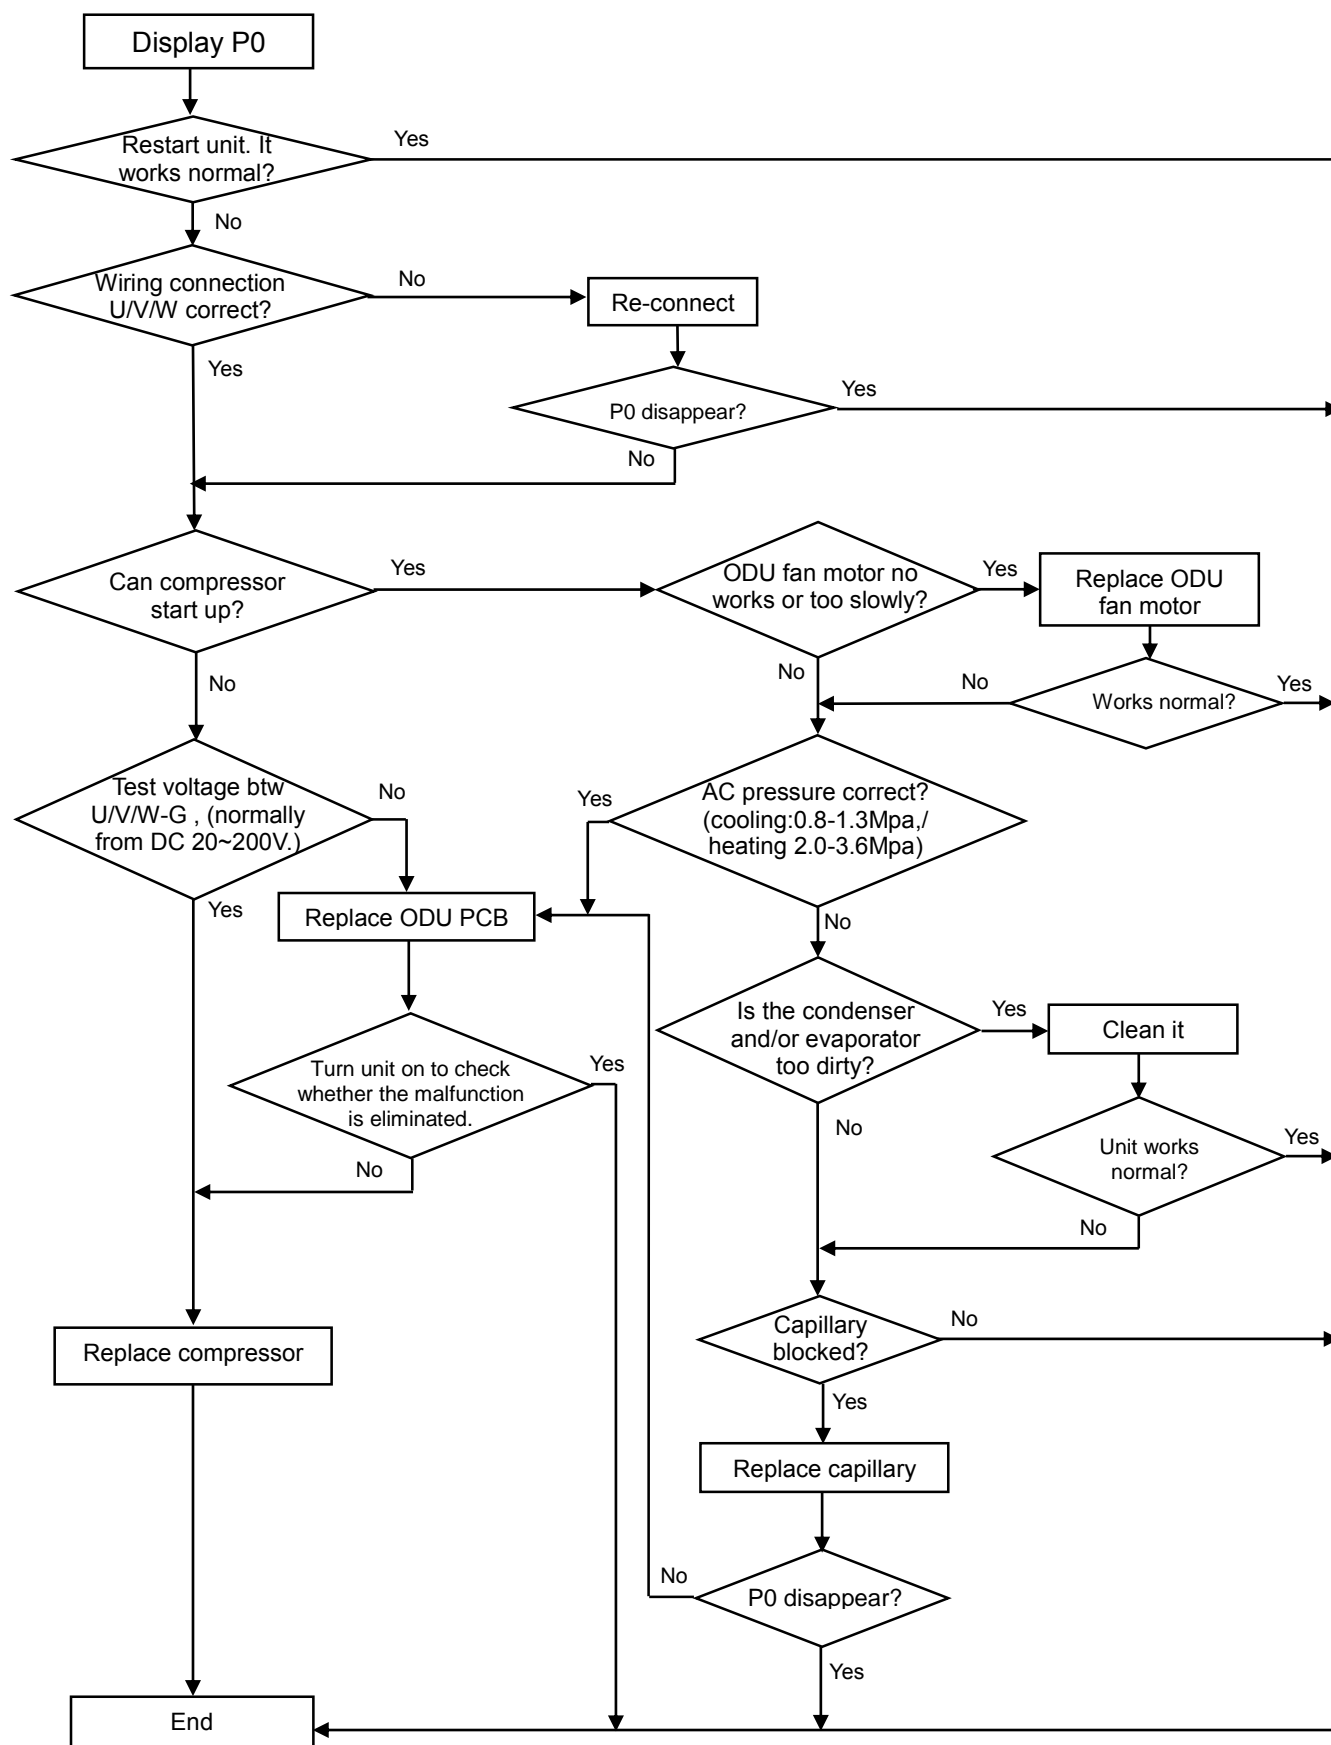 Display P0
Restart unit. It
works normal?
Yes
No
Wiring connection
U/V/W correct?
No
Re-connect
Yes
P0 disappear?
Yes
No
Can compressor
start up?
Yes
ODU fan motor no
works or too slowly?
Yes
Replace ODU
fan motor
No
No
No
Works normal?
Yes
Test voltage btw
U/V/W-G , (normally
from DC 20~200V.)
No
Yes
AC pressure correct?
(cooling:0.8-1.3Mpa,/
heating 2.0-3.6Mpa)
Yes
Replace ODU PCB
No
Is the condenser
and/or evaporator
too dirty?
Yes
Clean it
Turn unit on to check
whether the malfunction
is eliminated.
Yes
No
No
Unit works
normal?
Yes
No
Capillary
blocked?
No
Replace compressor
Yes
Replace capillary
No
P0 disappear?
Yes
End